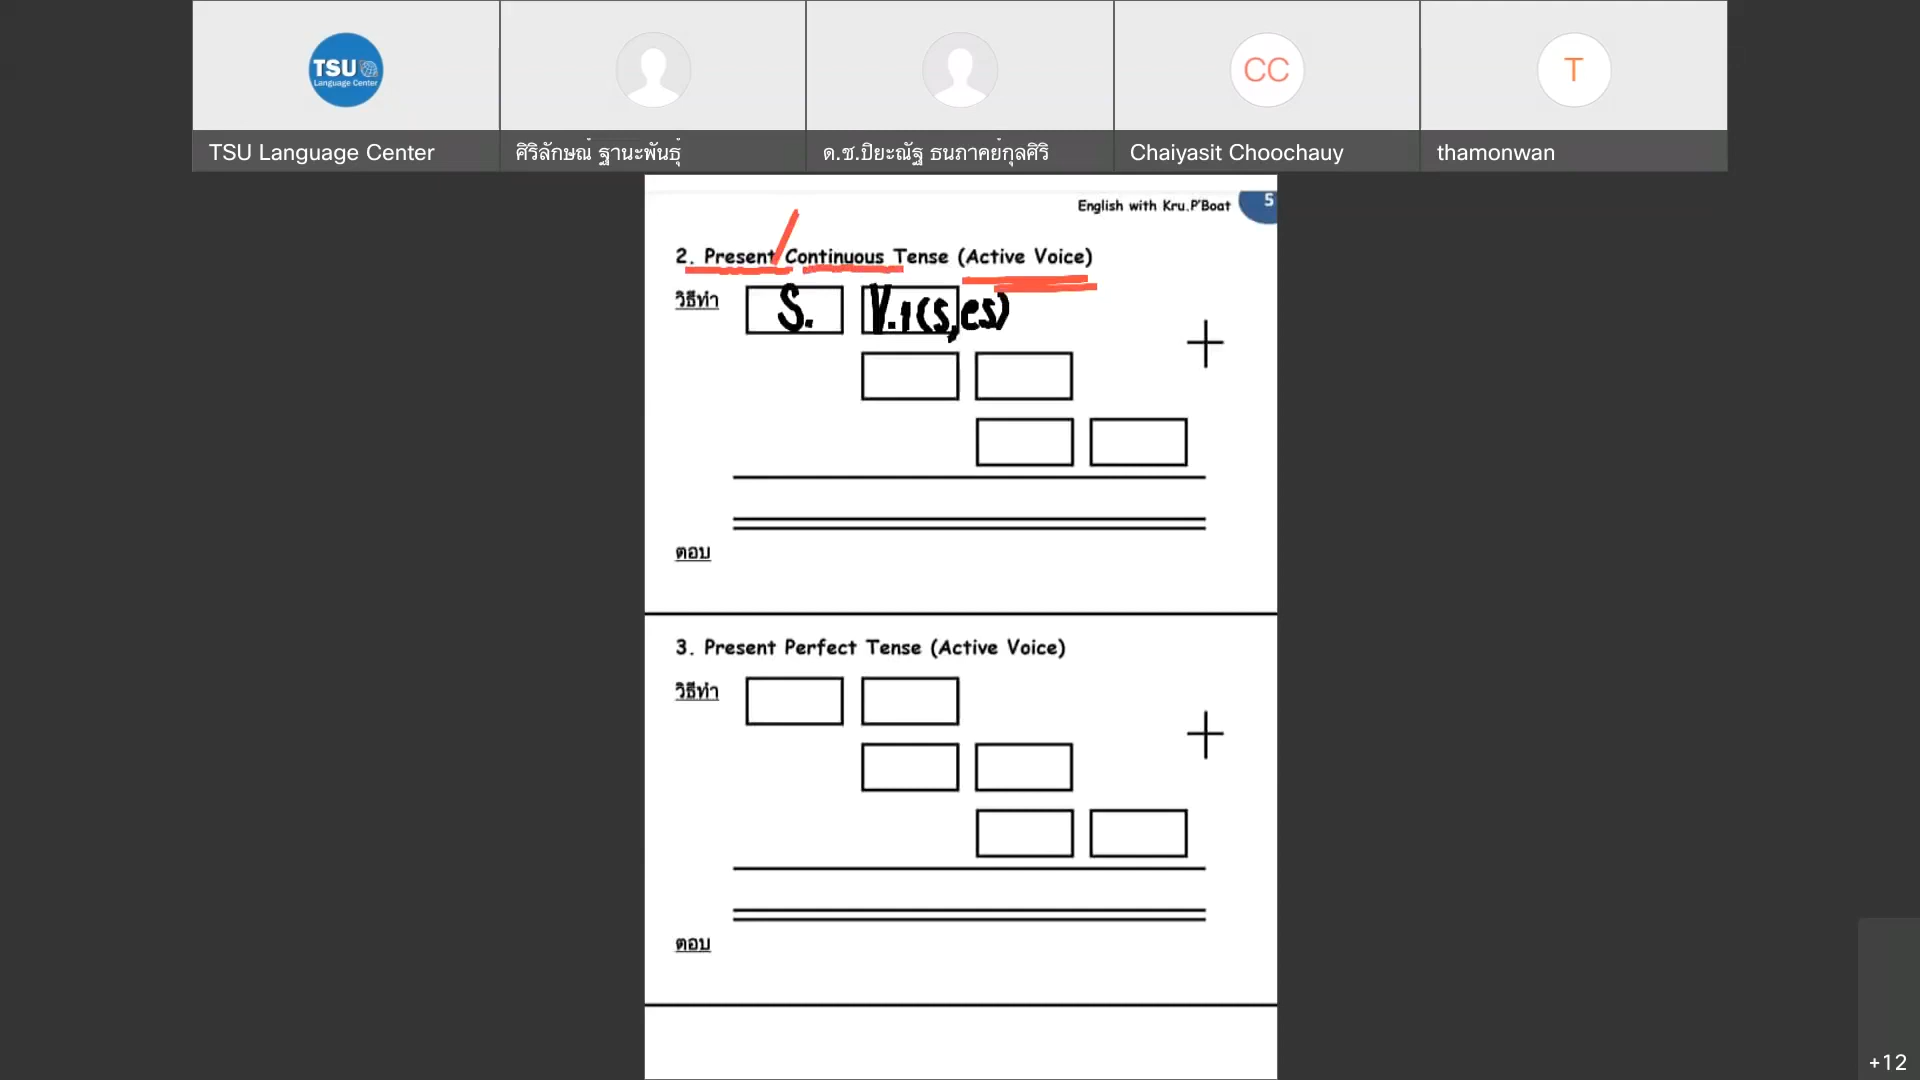 TSU
Language Center
CC
T
TSU Language Center
ศิริลักษณ์ ฐานะพันธุ์
ด.ช.ปิยะณัฐ ธนภาคย์กุลศิริ
Chaiyasit Choochauy
thamonwan
English with Kru.P'Boat
5
2. Present Continuous Tense (Active Voice)
วิธีทำ
S.
V.1(s,es)
ตอบ
3. Present Perfect Tense (Active Voice)
วิธีทำ
ตอบ
+12